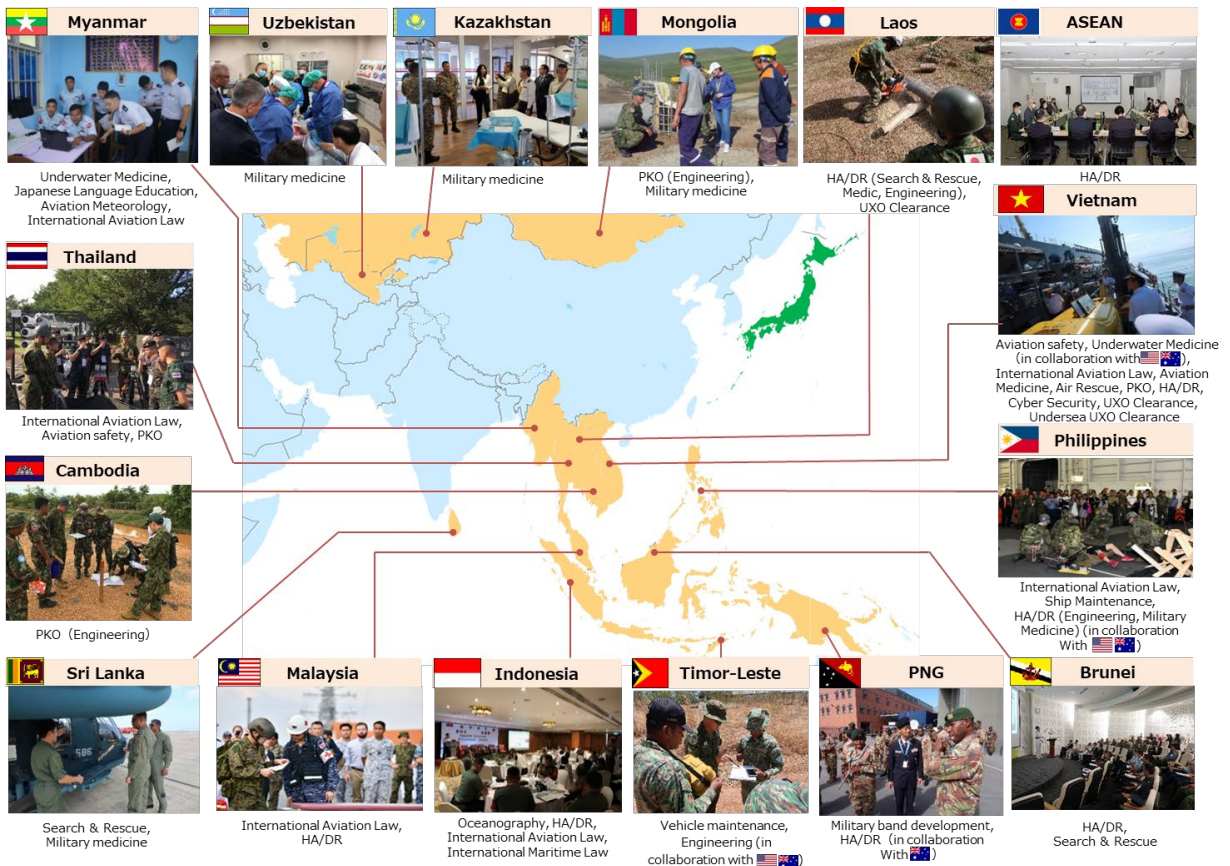 Myanmar
Uzbekistan
Kazakhstan
Mongolia
Laos
ASEAN
Underwater Medicine,
Japanese Language Education,
Aviation Meteorology,
International Aviation Law
Military medicine
Military medicine
PKO (Engineering),
Military medicine
HA/DR (Search & Rescue,
Medic, Engineering),
UXO Clearance
HA/DR
Vietnam
Aviation safety, Underwater Medicine
(in collaboration with ),
International Aviation Law, Aviation
Medicine, Air Rescue, PKO, HA/DR,
Cyber Security, UXO Clearance,
Undersea UXO Clearance
Thailand
International Aviation Law,
Aviation safety, PKO
Philippines
International Aviation Law,
Ship Maintenance,
HA/DR (Engineering, Military
Medicine) (in collaboration
With )
Cambodia
PKO（Engineering）
Sri Lanka
586
Search & Rescue,
Military medicine
Malaysia
International Aviation Law,
HA/DR
Indonesia
Oceanography, HA/DR,
International Aviation Law,
International Maritime Law
Timor-Leste
Vehicle maintenance,
Engineering (in
collaboration with )
PNG
Military band development,
HA/DR（in collaboration
With )
Brunei
HA/DR,
Search & Rescue